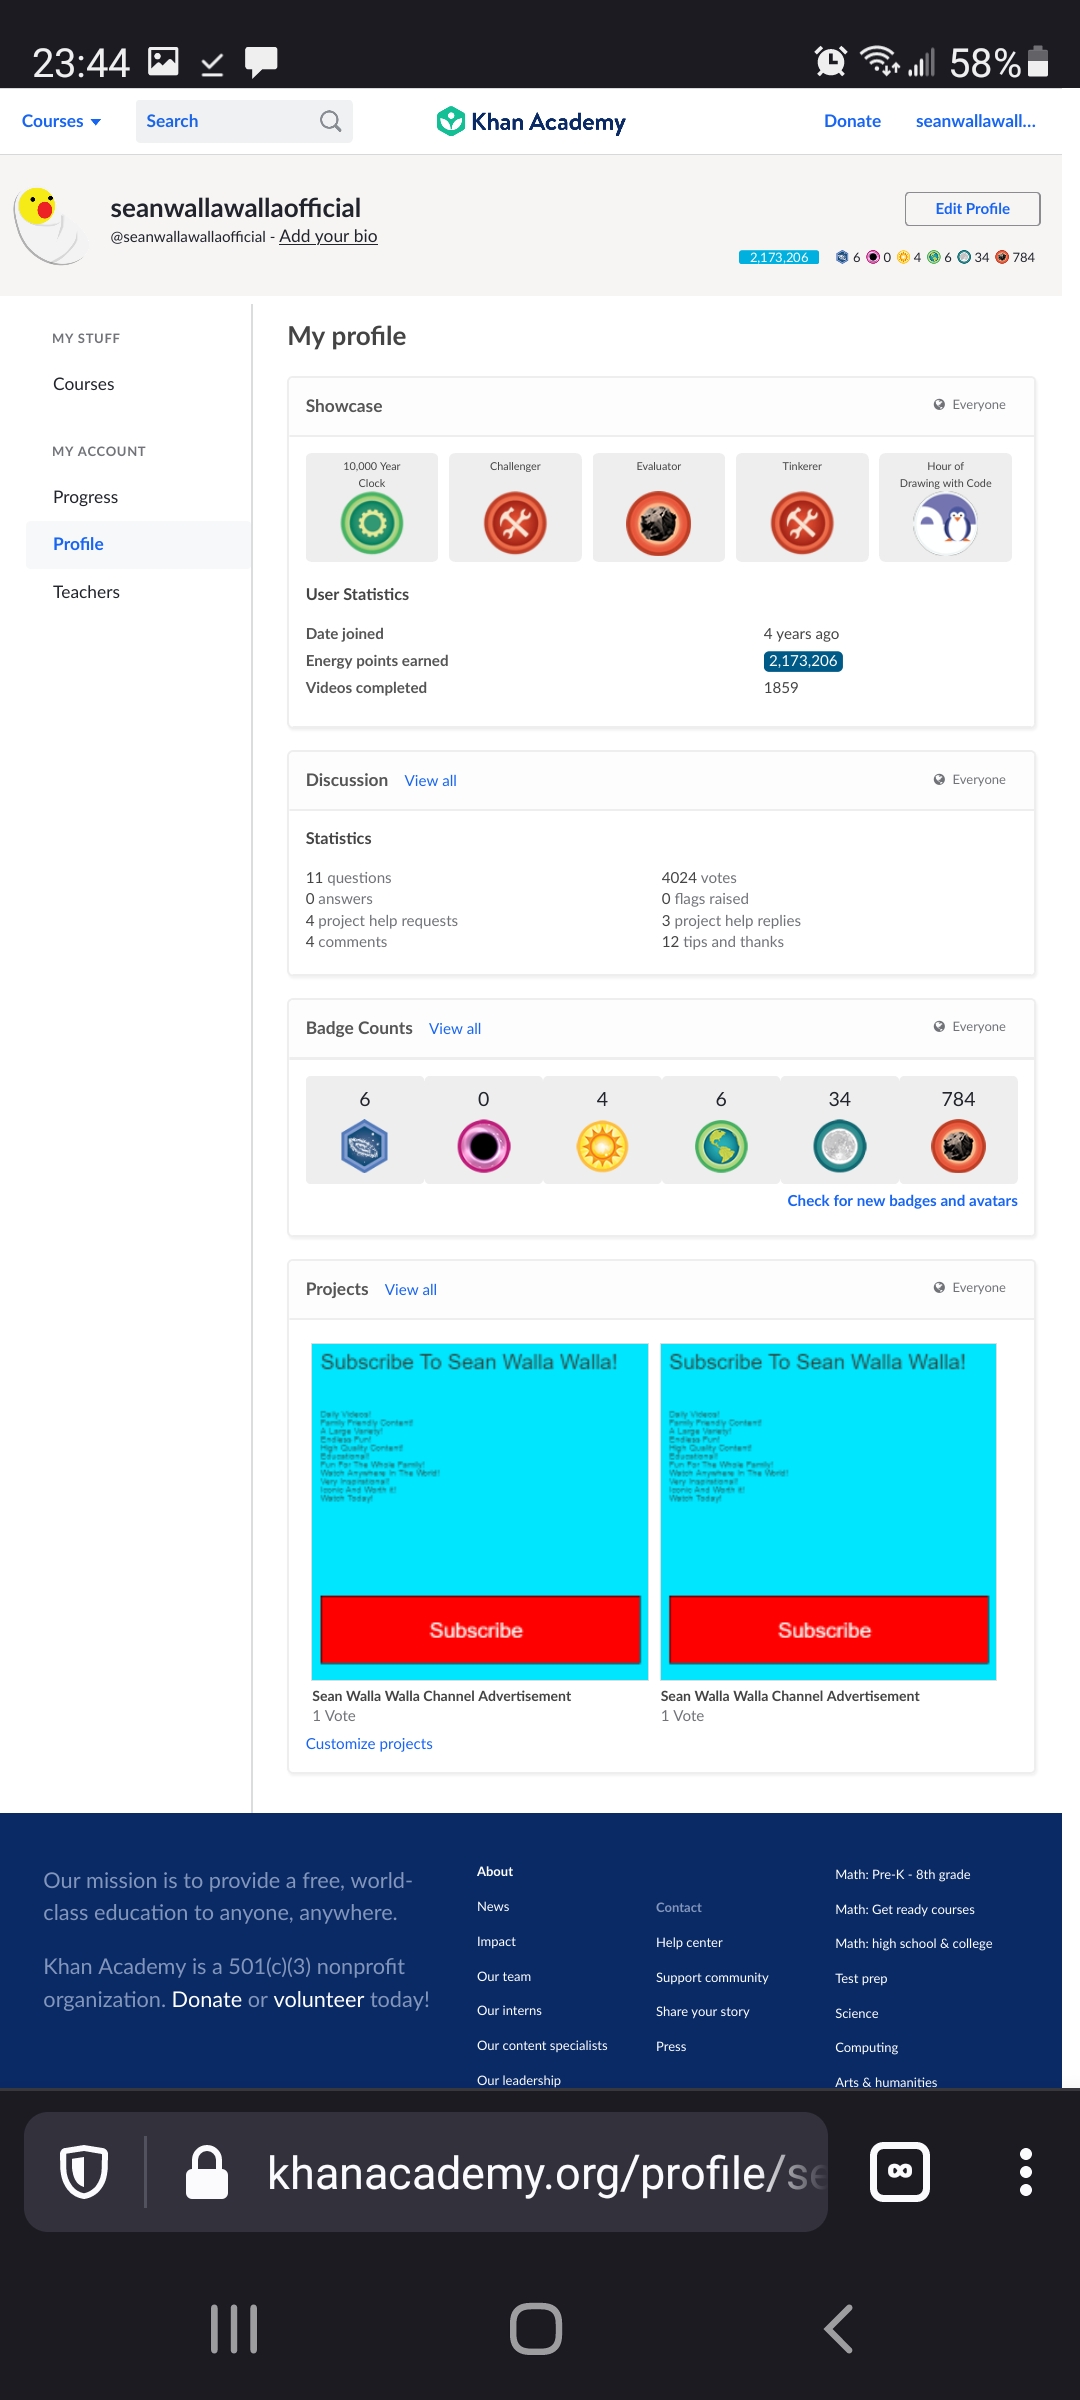 23:44
58%
Courses
Search
Khan Academy
Donate
seanwallawall...
seanwallawallaofficial
@seanwallawallaofficial - Add your bio
Edit Profile
2,173,206 6 0 4 6 34 784
MY STUFF
Courses
MY ACCOUNT
Progress
Profile
Teachers
My profile
Showcase
Everyone
10,000 Year
Clock
Challenger
Evaluator
Tinkerer
Hour of
Drawing with Code
User Statistics
Date joined
4 years ago
Energy points earned
2,173,206
Videos completed
1859
Discussion View all
Everyone
Statistics
11 questions
0 answers
4 project help requests
4 comments
4024 votes
0 flags raised
3 project help replies
12 tips and thanks
Badge Counts View all
Everyone
6 0 4 6 34 784
Check for new badges and avatars
Projects View all
Everyone
Subscribe To Sean Walla Walla!
Daily Videos!
Family Friendly Content!
A Large Variety!
Endless Fun!
High Quality Content!
Educational!
Fun For The Whole Family!
Watch Anywhere In The World!
Very Inspirational!
Iconic And Worth It!
Watch Today!
Subscribe
Sean Walla Walla Channel Advertisement
1 Vote
Subscribe To Sean Walla Walla!
Daily Videos!
Family Friendly Content!
A Large Variety!
Endless Fun!
High Quality Content!
Educational!
Fun For The Whole Family!
Watch Anywhere In The World!
Very Inspirational!
Iconic And Worth It!
Watch Today!
Subscribe
Sean Walla Walla Channel Advertisement
1 Vote
Customize projects
Our mission is to provide a free, world-
class education to anyone, anywhere.
Khan Academy is a 501(c)(3) nonprofit
organization. Donate or volunteer today!
About
News
Impact
Our team
Our interns
Our content specialists
Our leadership
Contact
Help center
Support community
Share your story
Press
Math: Pre-K - 8th grade
Math: Get ready courses
Math: high school & college
Test prep
Science
Computing
Arts & humanities
khanacademy.org/profile/se